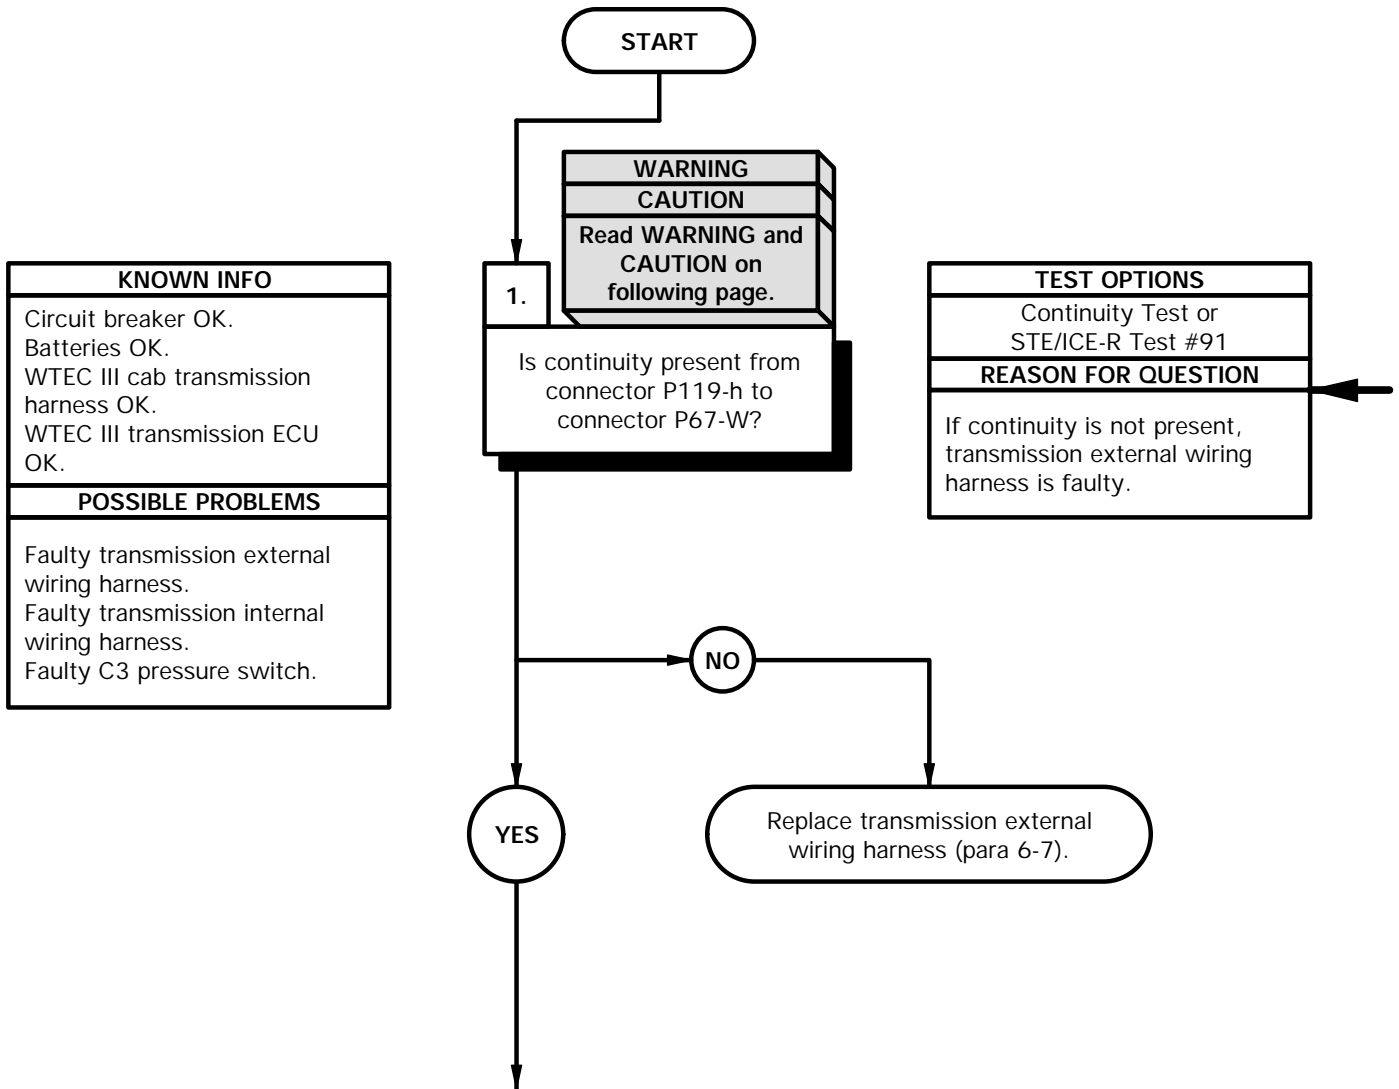 START
WARNING
CAUTION
Read WARNING and
CAUTION on
following page.
1.
Is continuity present from
connector P119-h to
connector P67-W?
KNOWN INFO
Circuit breaker OK.
Batteries OK.
WTEC III cab transmission
harness OK.
WTEC III transmission ECU
OK.
POSSIBLE PROBLEMS
Faulty transmission external
wiring harness.
Faulty transmission internal
wiring harness.
Faulty C3 pressure switch.
TEST OPTIONS
Continuity Test or
STE/ICE-R Test #91
REASON FOR QUESTION
If continuity is not present,
transmission external wiring
harness is faulty.
NO
YES
Replace transmission external
wiring harness (para 6-7).